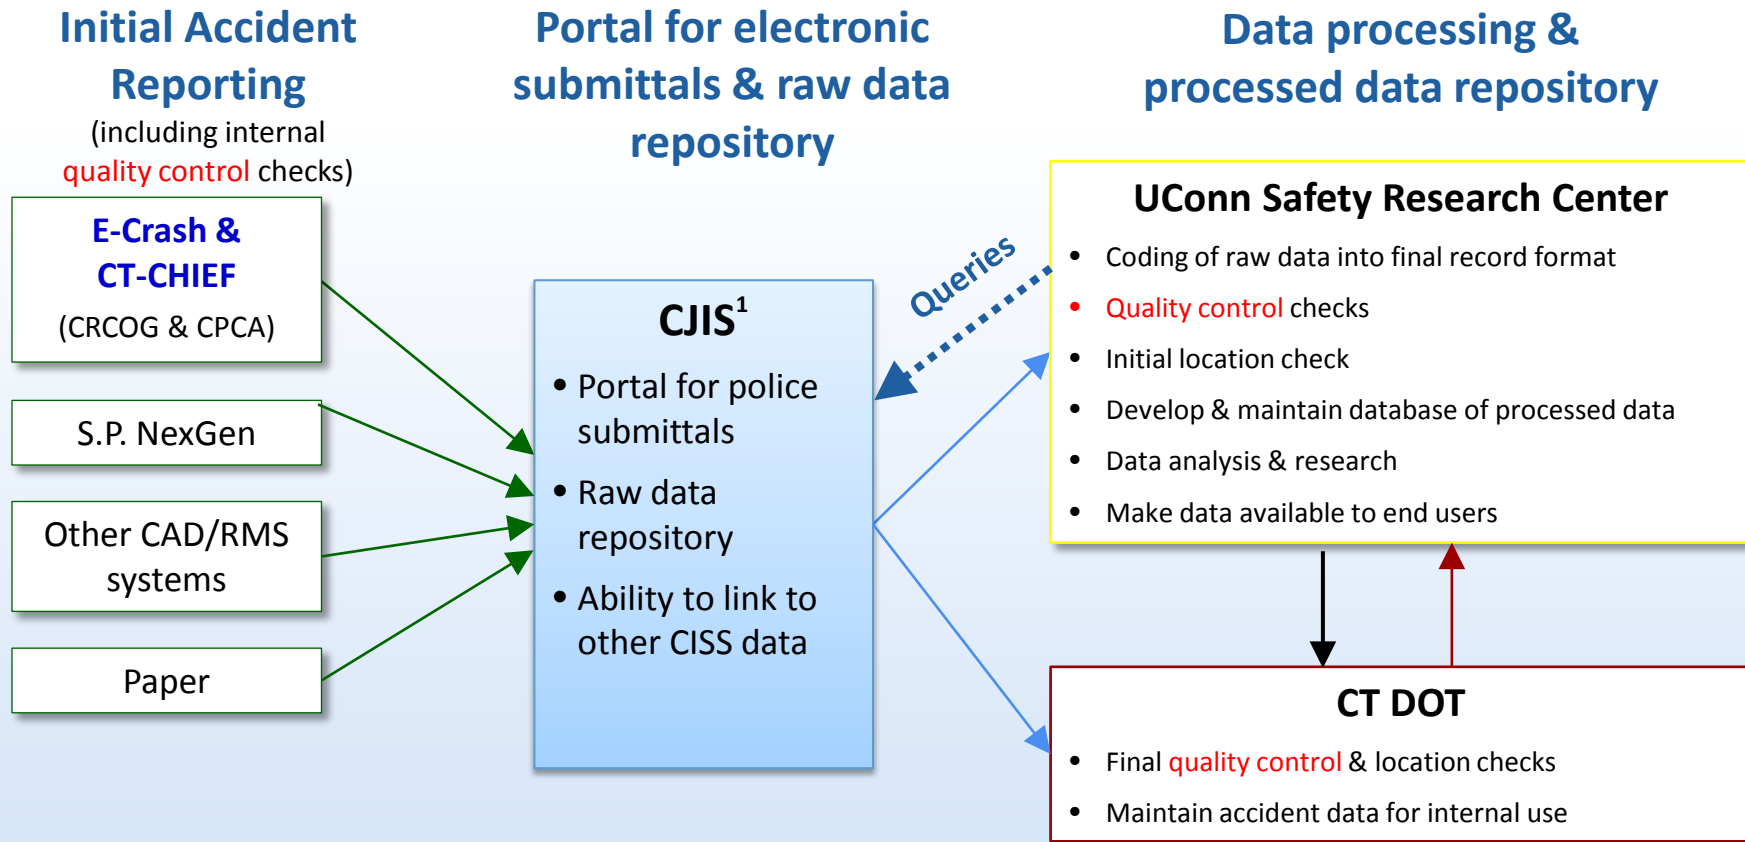 Initial Accident
Reporting
(including internal
quality control checks)
E-Crash &
CT-CHIEF
(CRCOG & CPCA)
S.P. NexGen
Other CAD/RMS
systems
Paper
Portal for electronic
submittals & raw data
repository
CJIS¹
• Portal for police
submittals
• Raw data
repository
• Ability to link to
other CISS data
Queries
Data processing &
processed data repository
UConn Safety Research Center
• Coding of raw data into final record format
• Quality control checks
• Initial location check
• Develop & maintain database of processed data
• Data analysis & research
• Make data available to end users
CT DOT
• Final quality control & location checks
• Maintain accident data for internal use